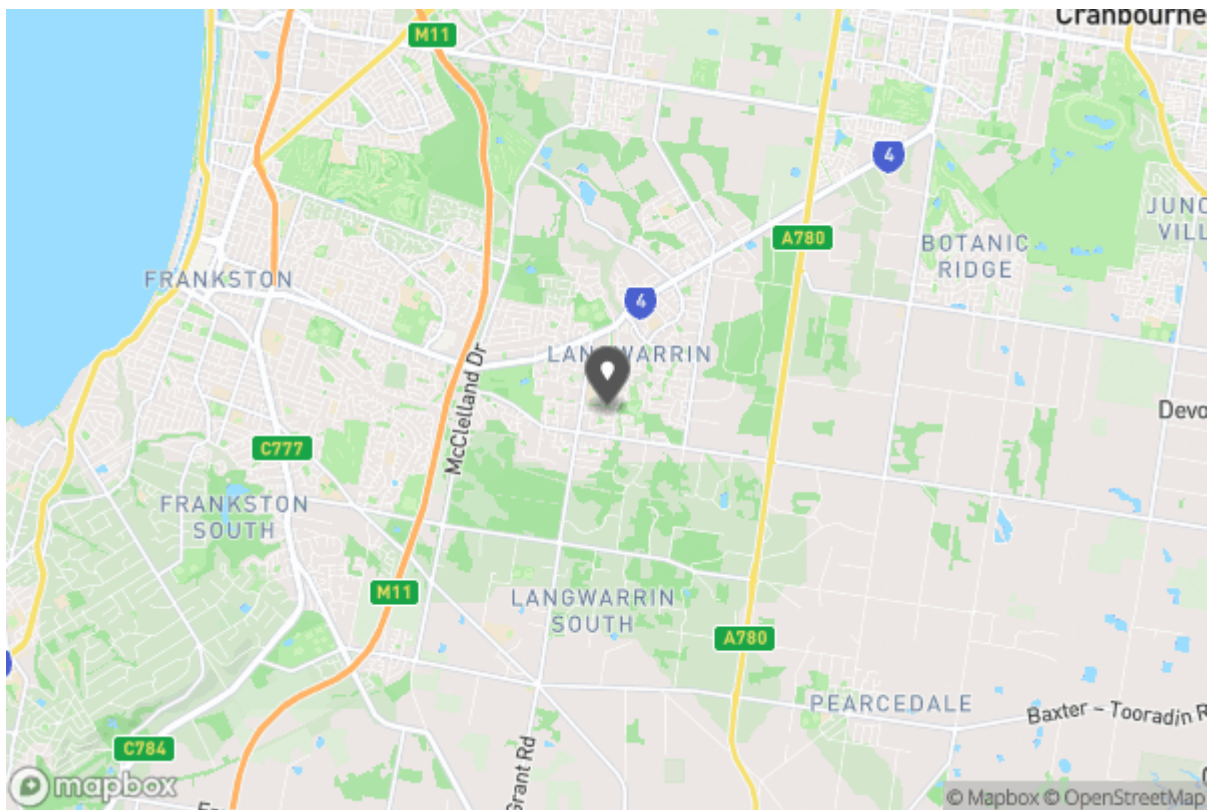 Cranbourne
M11
4
JUNC
VILL
A780
BOTANIC
RIDGE
FRANKSTON
4
LANGWARRIN
McClelland Dr
Devo
C777
FRANKSTON
SOUTH
M11
LANGWARRIN
SOUTH
A780
PEARCEDALE
Baxter – Tooradin R
C784
Grant Rd
mapbox
© Mapbox © OpenStreetMap